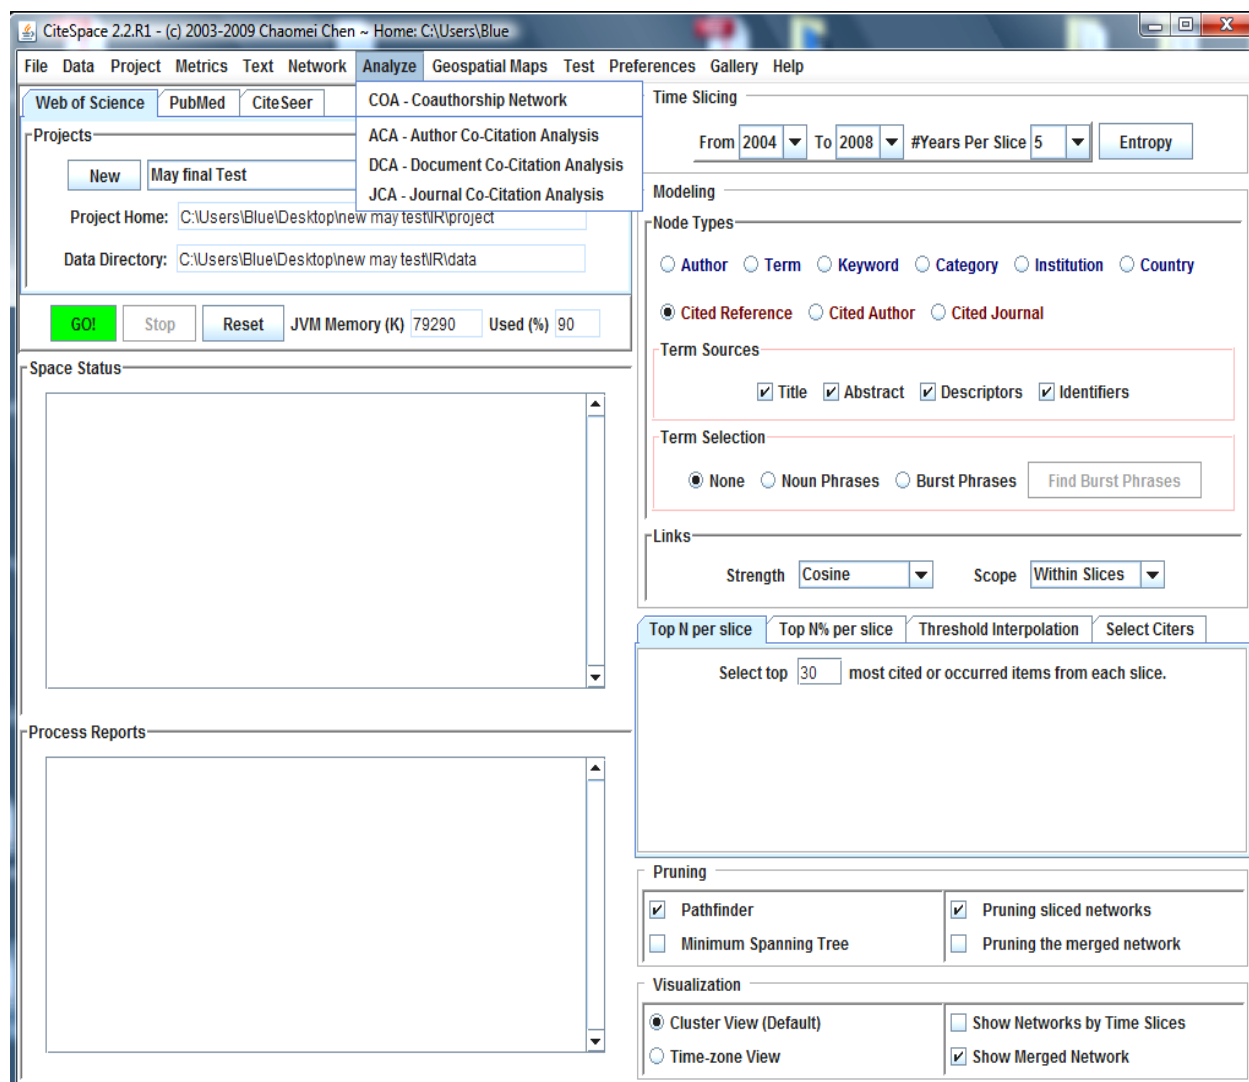 CiteSpace 2.2.R1 - (c) 2003-2009 Chaomei Chen ~ Home: C:\Users\Blue
File Data Project Metrics Text Network Analyze Geospatial Maps Test Preferences Gallery Help
Web of Science PubMed CiteSeer
COA - Coauthorship Network
ACA - Author Co-Citation Analysis
DCA - Document Co-Citation Analysis
JCA - Journal Co-Citation Analysis
Projects
New May final Test
Project Home: C:\Users\Blue\Desktop\new may test\IR\project
Data Directory: C:\Users\Blue\Desktop\new may test\IR\data
GO! Stop Reset JVM Memory (K) 79290 Used (%) 90
Space Status
Process Reports
Time Slicing
From 2004 To 2008 #Years Per Slice 5 Entropy
Modeling
Node Types
Author Term Keyword Category Institution Country
Cited Reference Cited Author Cited Journal
Term Sources
Title Abstract Descriptors Identifiers
Term Selection
None Noun Phrases Burst Phrases Find Burst Phrases
Links
Strength Cosine Scope Within Slices
Top N per slice Top N% per slice Threshold Interpolation Select Citers
Select top 30 most cited or occurred items from each slice.
Pruning
Pathfinder Pruning sliced networks
Minimum Spanning Tree Pruning the merged network
Visualization
Cluster View (Default) Show Networks by Time Slices
Time-zone View Show Merged Network